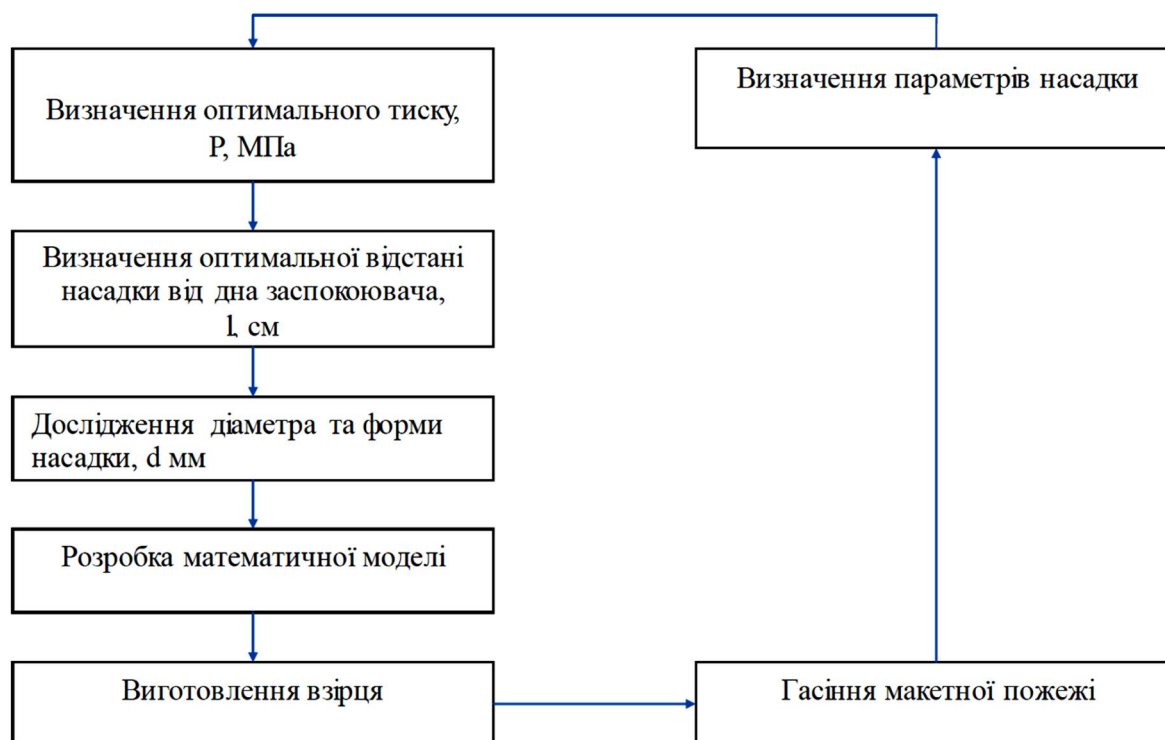 Визначення оптимального тиску,
Р, МПа
Визначення оптимальної відстані
насадки від дна заспокоювача,
l, см
Дослідження діаметра та форми
насадки, d мм
Розробка математичної моделі
Виготовлення взірця
Гасіння макетної пожежі
Визначення параметрів насадки